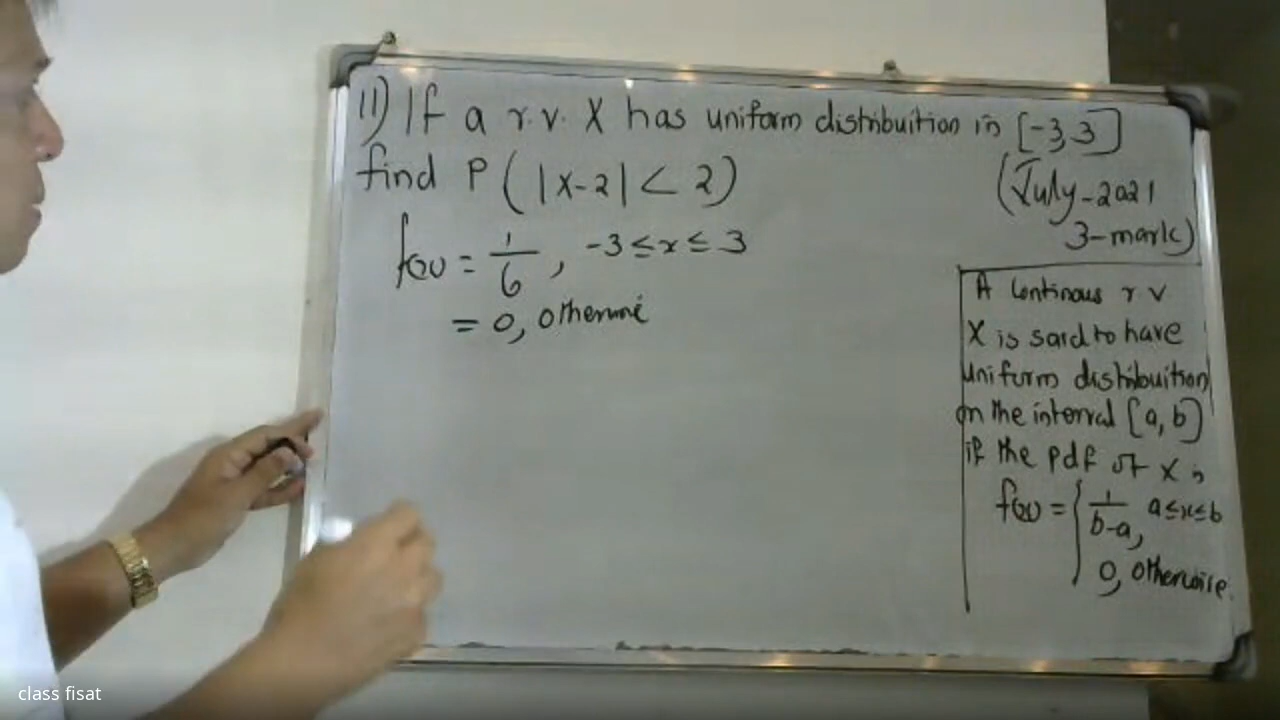 11) If a r.v. X has uniform distribuition in [-3,3]
find P(|X-2| < 2)
(July-2021
3-mark)
f(x) = 1/6, -3≤x≤3
= 0, otherwise
A Continous r.v
X is said to have
uniform distribuition
on the interval [a,b]
if the pdf of X is
f(x) = { 1/b-a, a≤x≤b
0, otherwise.
class fisat